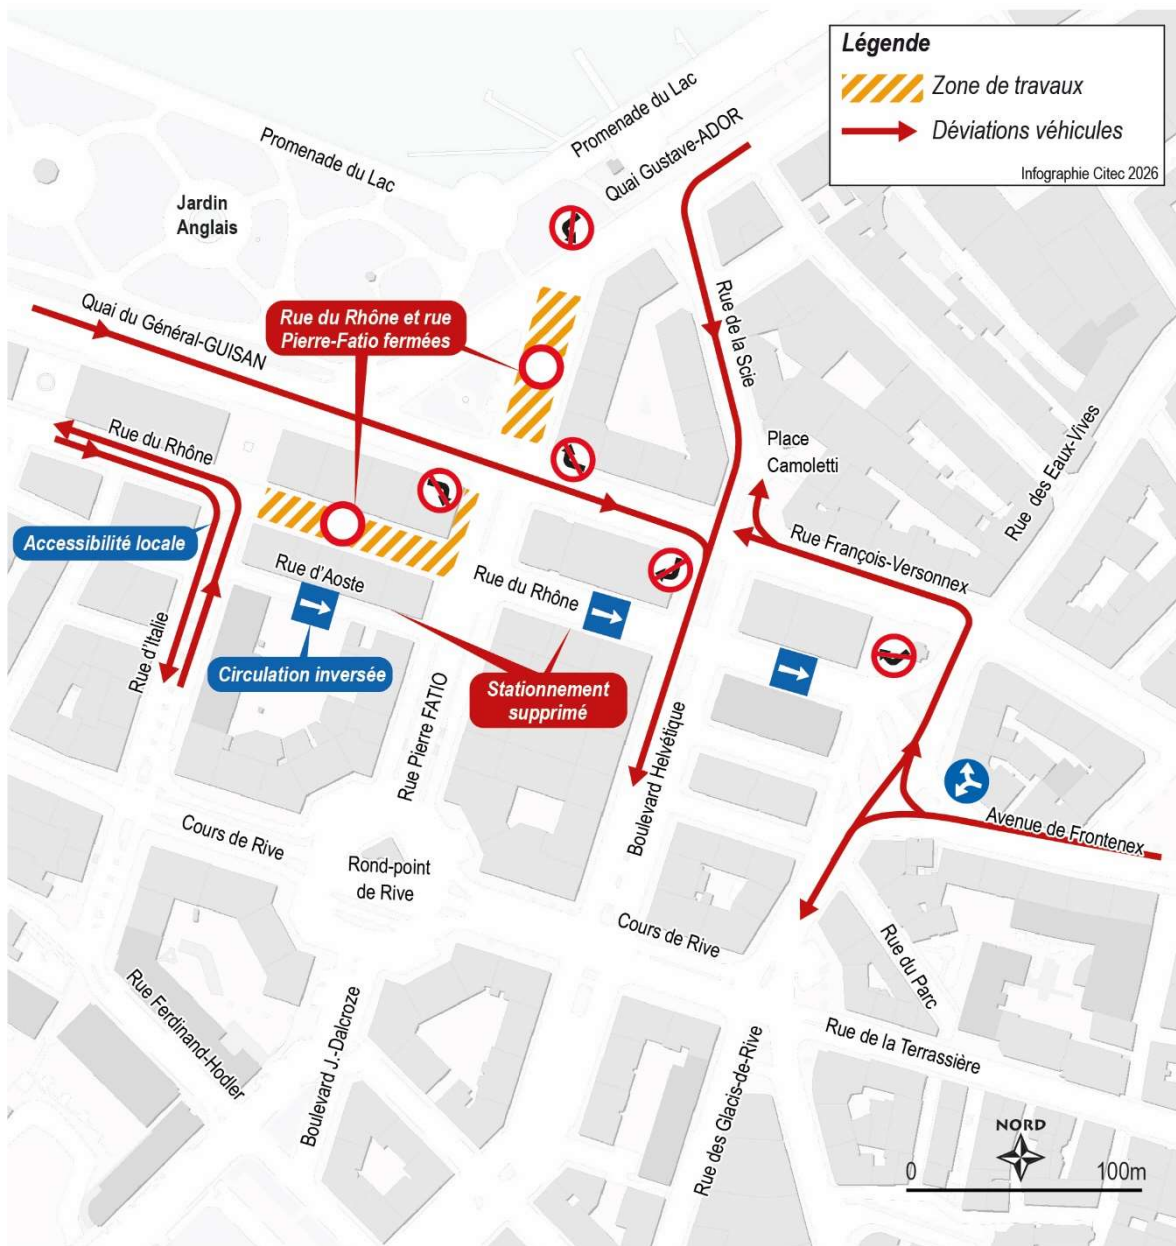 Légende
Zone de travaux
Déviations véhicules
Infographie Citec 2026
Promenade du Lac
Quai Gustave-ADOR
Promenade du Lac
Jardin
Anglais
Quai du Général-GUISAN
Rue du Rhône et rue
Pierre-Fatio fermées
Rue de la Scie
Place
Camoletti
Rue des Eaux-Vives
Rue du Rhône
Accessibilité locale
Rue d'Aoste
Rue du Rhône
Rue François-Versonnex
Rue d'Italie
Circulation inversée
Stationnement
supprimé
Rue Pierre FATIO
Boulevard Helvétique
Avenue de Frontenex
Cours de Rive
Rond-point
de Rive
Cours de Rive
Rue du Parc
Rue Ferdinand-Hodler
Boulevard J.-Dalcroze
Rue des Glacis-de-Rive
Rue de la Terrassière
NORD
0 100m